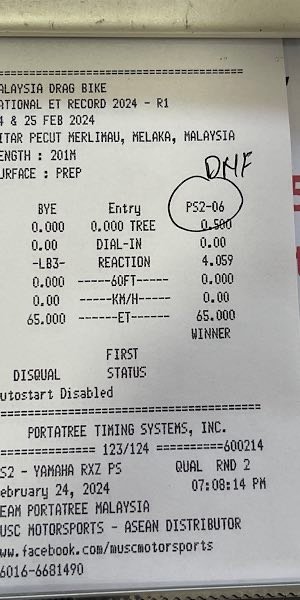 ==========================================
ALAYSIA DRAG BIKE
ATIONAL ET RECORD 2024 - R1
4 & 25 FEB 2024
ITAR PECUT MERLIMAU, MELAKA, MALAYSIA
ENGTH : 201M
URFACE : PREP
DNF
BYE Entry PS2-06
0.000 0.000 TREE 0.500
0.00 DIAL-IN 0.00
-LB3- REACTION 4.059
0.000 -----60FT----- 0.000
0.00 -----KM/H----- 0.00
65.000 ------ET------ 65.000
WINNER
FIRST
DISQUAL STATUS
utostart Disabled
==========================================
PORTATREE TIMING SYSTEMS, INC.
=============== 123/124 ==========600214
S2 - YAMAHA RXZ PS QUAL RND 2
ebruary 24, 2024 07:08:14 PM
EAM PORTATREE MALAYSIA
USC MOTORSPORTS - ASEAN DISTRIBUTOR
ww.facebook.com/muscmotorsports
6016-6681490